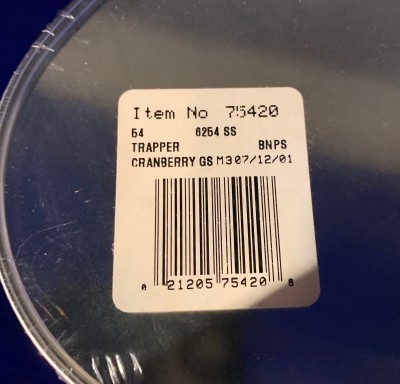 Item No 75420
54 6254 SS
TRAPPER BNPS
CRANBERRY GS M307/12/01
0 21205 75420 8